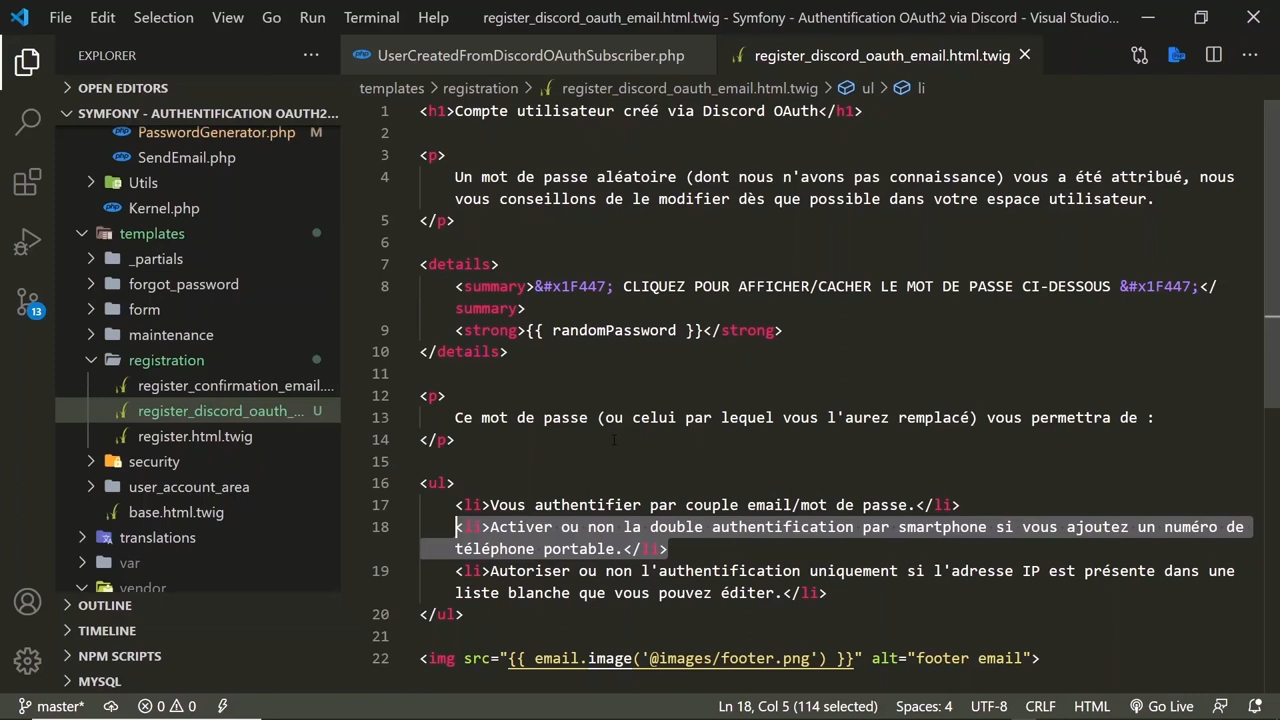 File Edit Selection View Go Run Terminal Help register_discord_oauth_email.html.twig - Symfony - Authentification OAuth2 via Discord - Visual Studio...
EXPLORER
OPEN EDITORS
SYMFONY - AUTHENTIFICATION OAUTH2...
PasswordGenerator.php M
SendEmail.php
Utils
Kernel.php
templates
_partials
forgot_password
form
maintenance
registration
register_confirmation_email....
register_discord_oauth_... U
register.html.twig
security
user_account_area
base.html.twig
translations
var
vendor
OUTLINE
TIMELINE
NPM SCRIPTS
MYSQL
13
UserCreatedFromDiscordOAuthSubscriber.php register_discord_oauth_email.html.twig
templates > registration > register_discord_oauth_email.html.twig > ul > li
1 <h1>Compte utilisateur créé via Discord OAuth</h1>
2
3 <p>
4 Un mot de passe aléatoire (dont nous n'avons pas connaissance) vous a été attribué, nous
vous conseillons de le modifier dès que possible dans votre espace utilisateur.
5 </p>
6
7 <details>
8 <summary>&#x1F447; CLIQUEZ POUR AFFICHER/CACHER LE MOT DE PASSE CI-DESSOUS &#x1F447;</
summary>
9 <strong>{{ randomPassword }}</strong>
10 </details>
11
12 <p>
13 Ce mot de passe (ou celui par lequel vous l'aurez remplacé) vous permettra de :
14 </p>
15
16 <ul>
17 <li>Vous authentifier par couple email/mot de passe.</li>
18 <li>Activer ou non la double authentification par smartphone si vous ajoutez un numéro de
téléphone portable.</li>
19 <li>Autoriser ou non l'authentification uniquement si l'adresse IP est présente dans une
liste blanche que vous pouvez éditer.</li>
20 </ul>
21
22 <img src="{{ email.image('@images/footer.png') }}" alt="footer email">
master* 0 0 Ln 18, Col 5 (114 selected) Spaces: 4 UTF-8 CRLF HTML Go Live